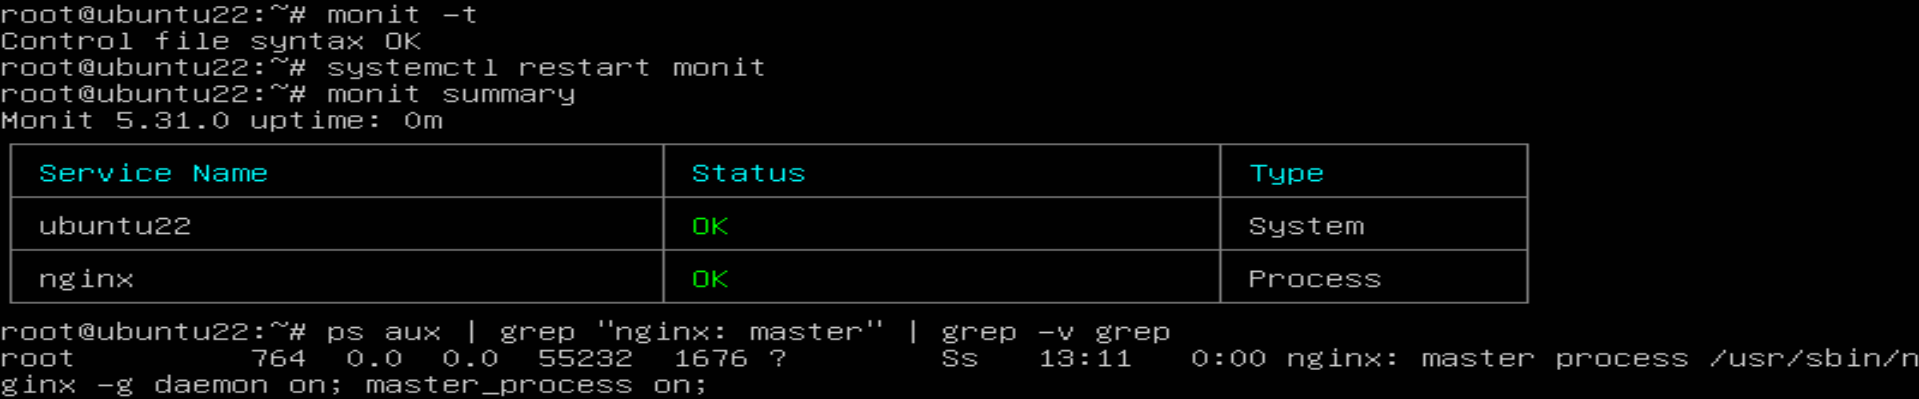 root@ubuntu22:~# monit -t
Control file syntax OK
root@ubuntu22:~# systemctl restart monit
root@ubuntu22:~# monit summary
Monit 5.31.0 uptime: 0m
Service Name Status Type
ubuntu22 OK System
nginx OK Process
root@ubuntu22:~# ps aux | grep "nginx: master" | grep -v grep
root 764 0.0 0.0 55232 1676 ? Ss 13:11 0:00 nginx: master process /usr/sbin/n
ginx -g daemon on; master_process on;